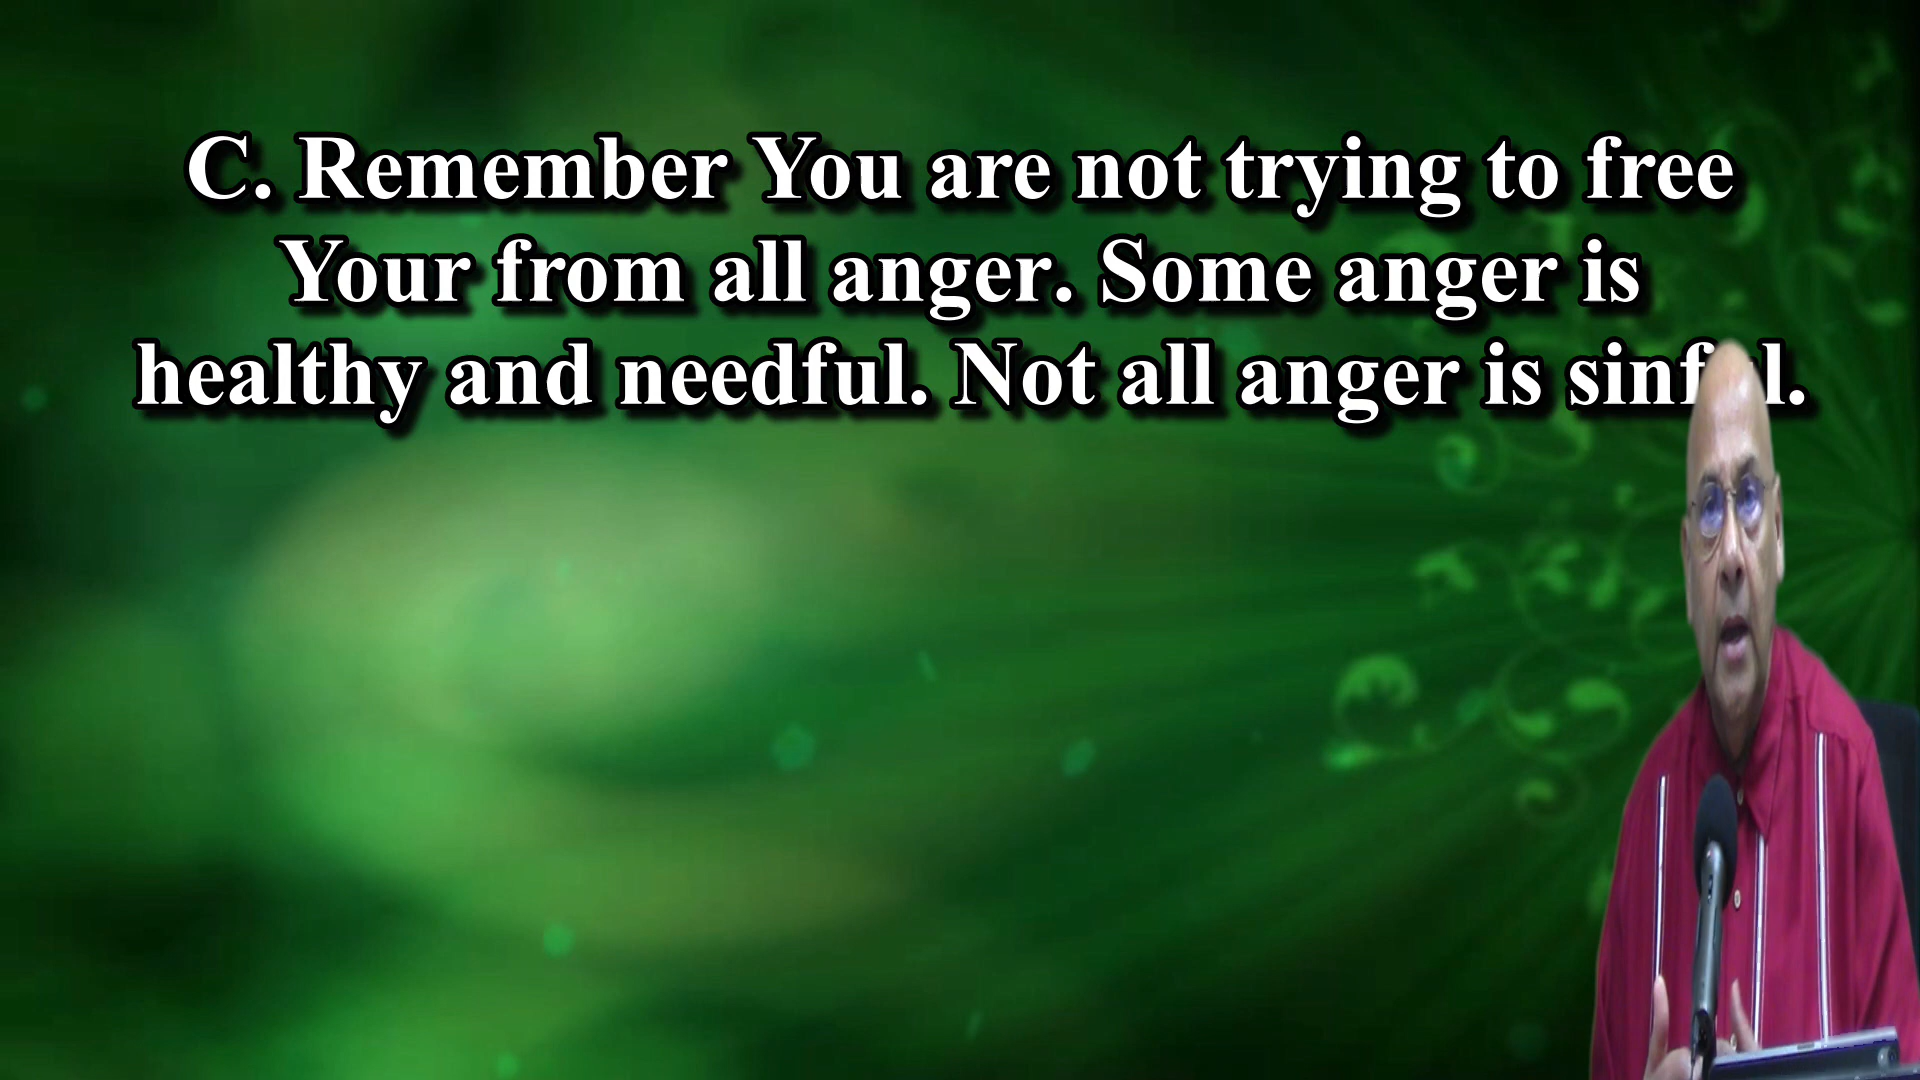 C. Remember You are not trying to free
Your from all anger. Some anger is
healthy and needful. Not all anger is sinful.